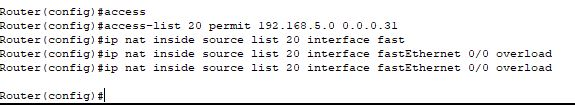 Router(config)#access
Router(config)#access-list 20 permit 192.168.5.0 0.0.0.31
Router(config)#ip nat inside source list 20 interface fast
Router(config)#ip nat inside source list 20 interface fastEthernet 0/0 overload
Router(config)#ip nat inside source list 20 interface fastEthernet 0/0 overload
Router(config)#